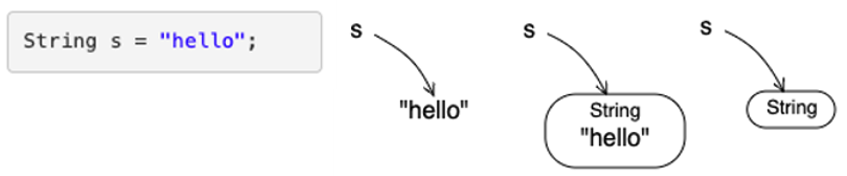 String s = "hello";
s
"hello"
s
String
"hello"
s
String